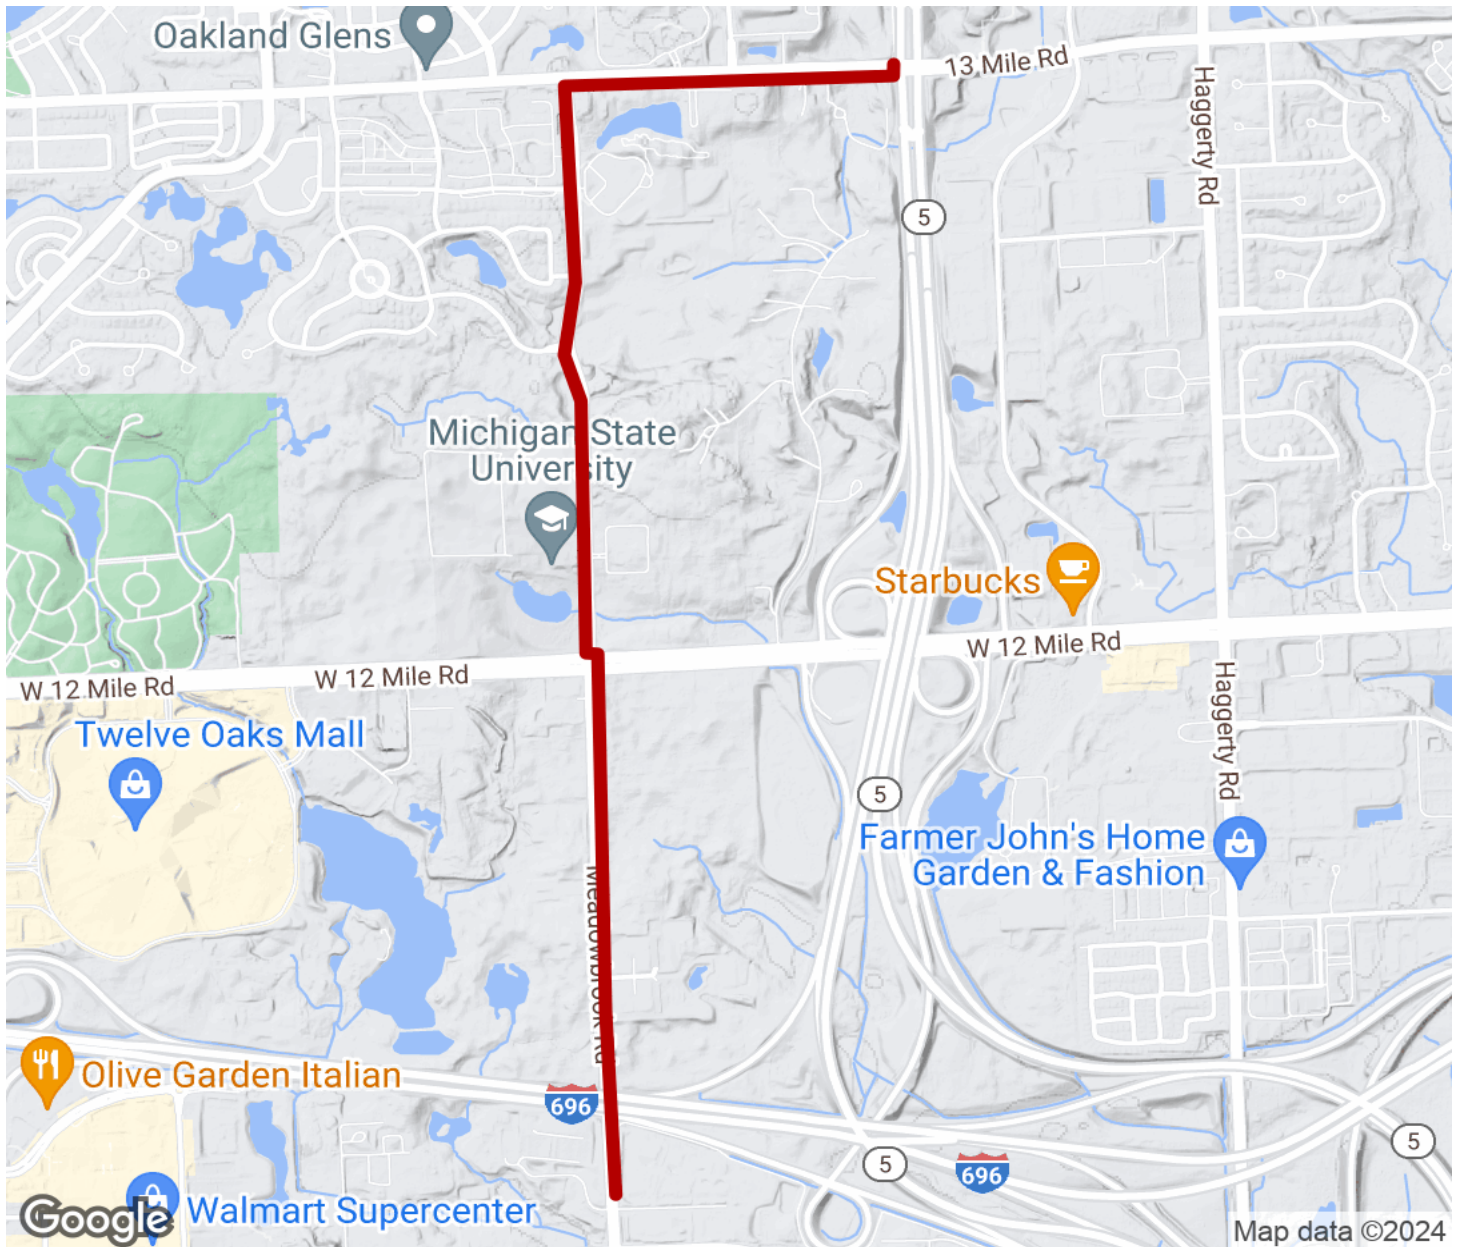 Oakland Glens
13 Mile Rd
Haggerty Rd
5
Michigan State
University
Starbucks
W 12 Mile Rd
W 12 Mile Rd
W 12 Mile Rd
Haggerty Rd
Twelve Oaks Mall
5
Farmer John's Home
Garden & Fashion
Meadowbrook Rd
Olive Garden Italian
696
5
5
696
Walmart Supercenter
Google
Map data ©2024